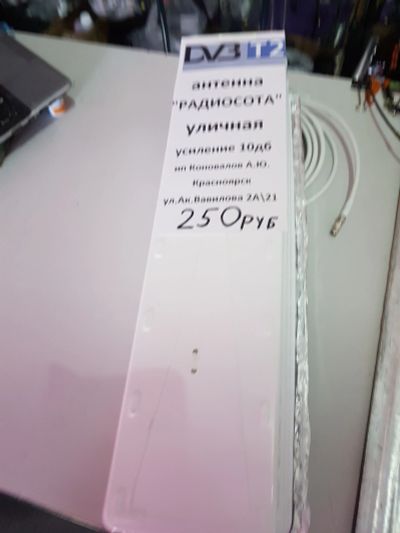 DVB T2
антенна
"РАДИОСОТА"
уличная
усиление 10дб
ип Коновалов А.Ю.
Красноярск
ул.Ак.Вавилова 2А\21
250РУБ